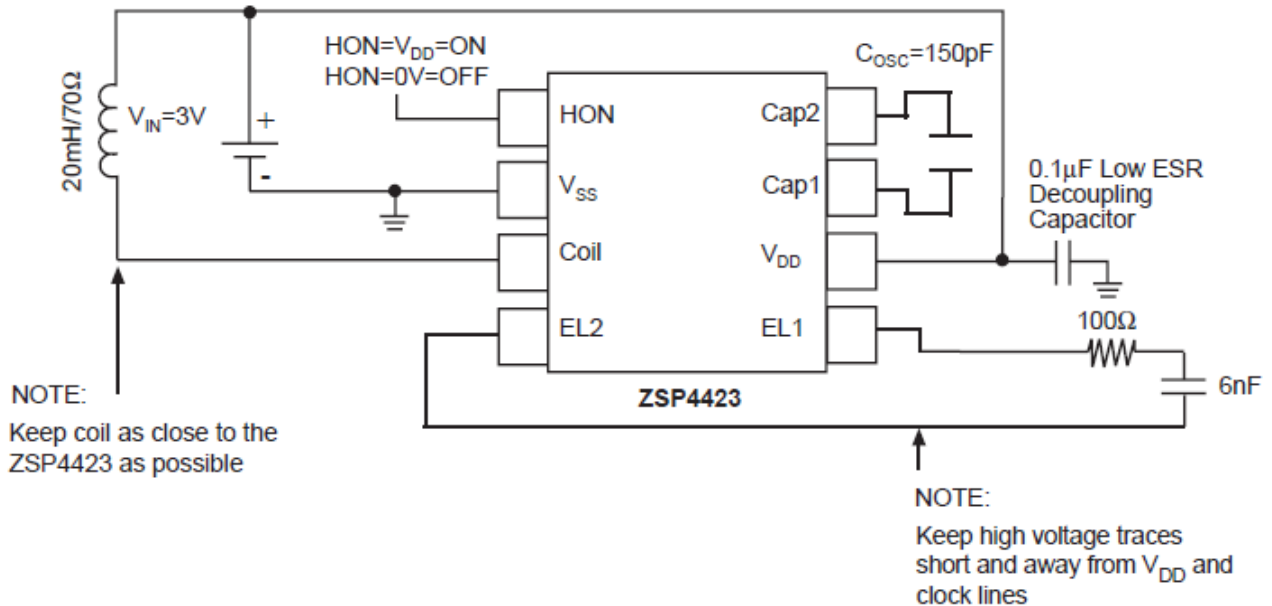 HON=VDD=ON
HON=0V=OFF
COSC=150pF
20mH/70Ω
VIN=3V
+
-
HON
VSS
Coil
EL2
Cap2
Cap1
VDD
EL1
0.1μF Low ESR
Decoupling
Capacitor
100Ω
6nF
ZSP4423
NOTE:
Keep coil as close to the
ZSP4423 as possible
NOTE:
Keep high voltage traces
short and away from VDD and
clock lines